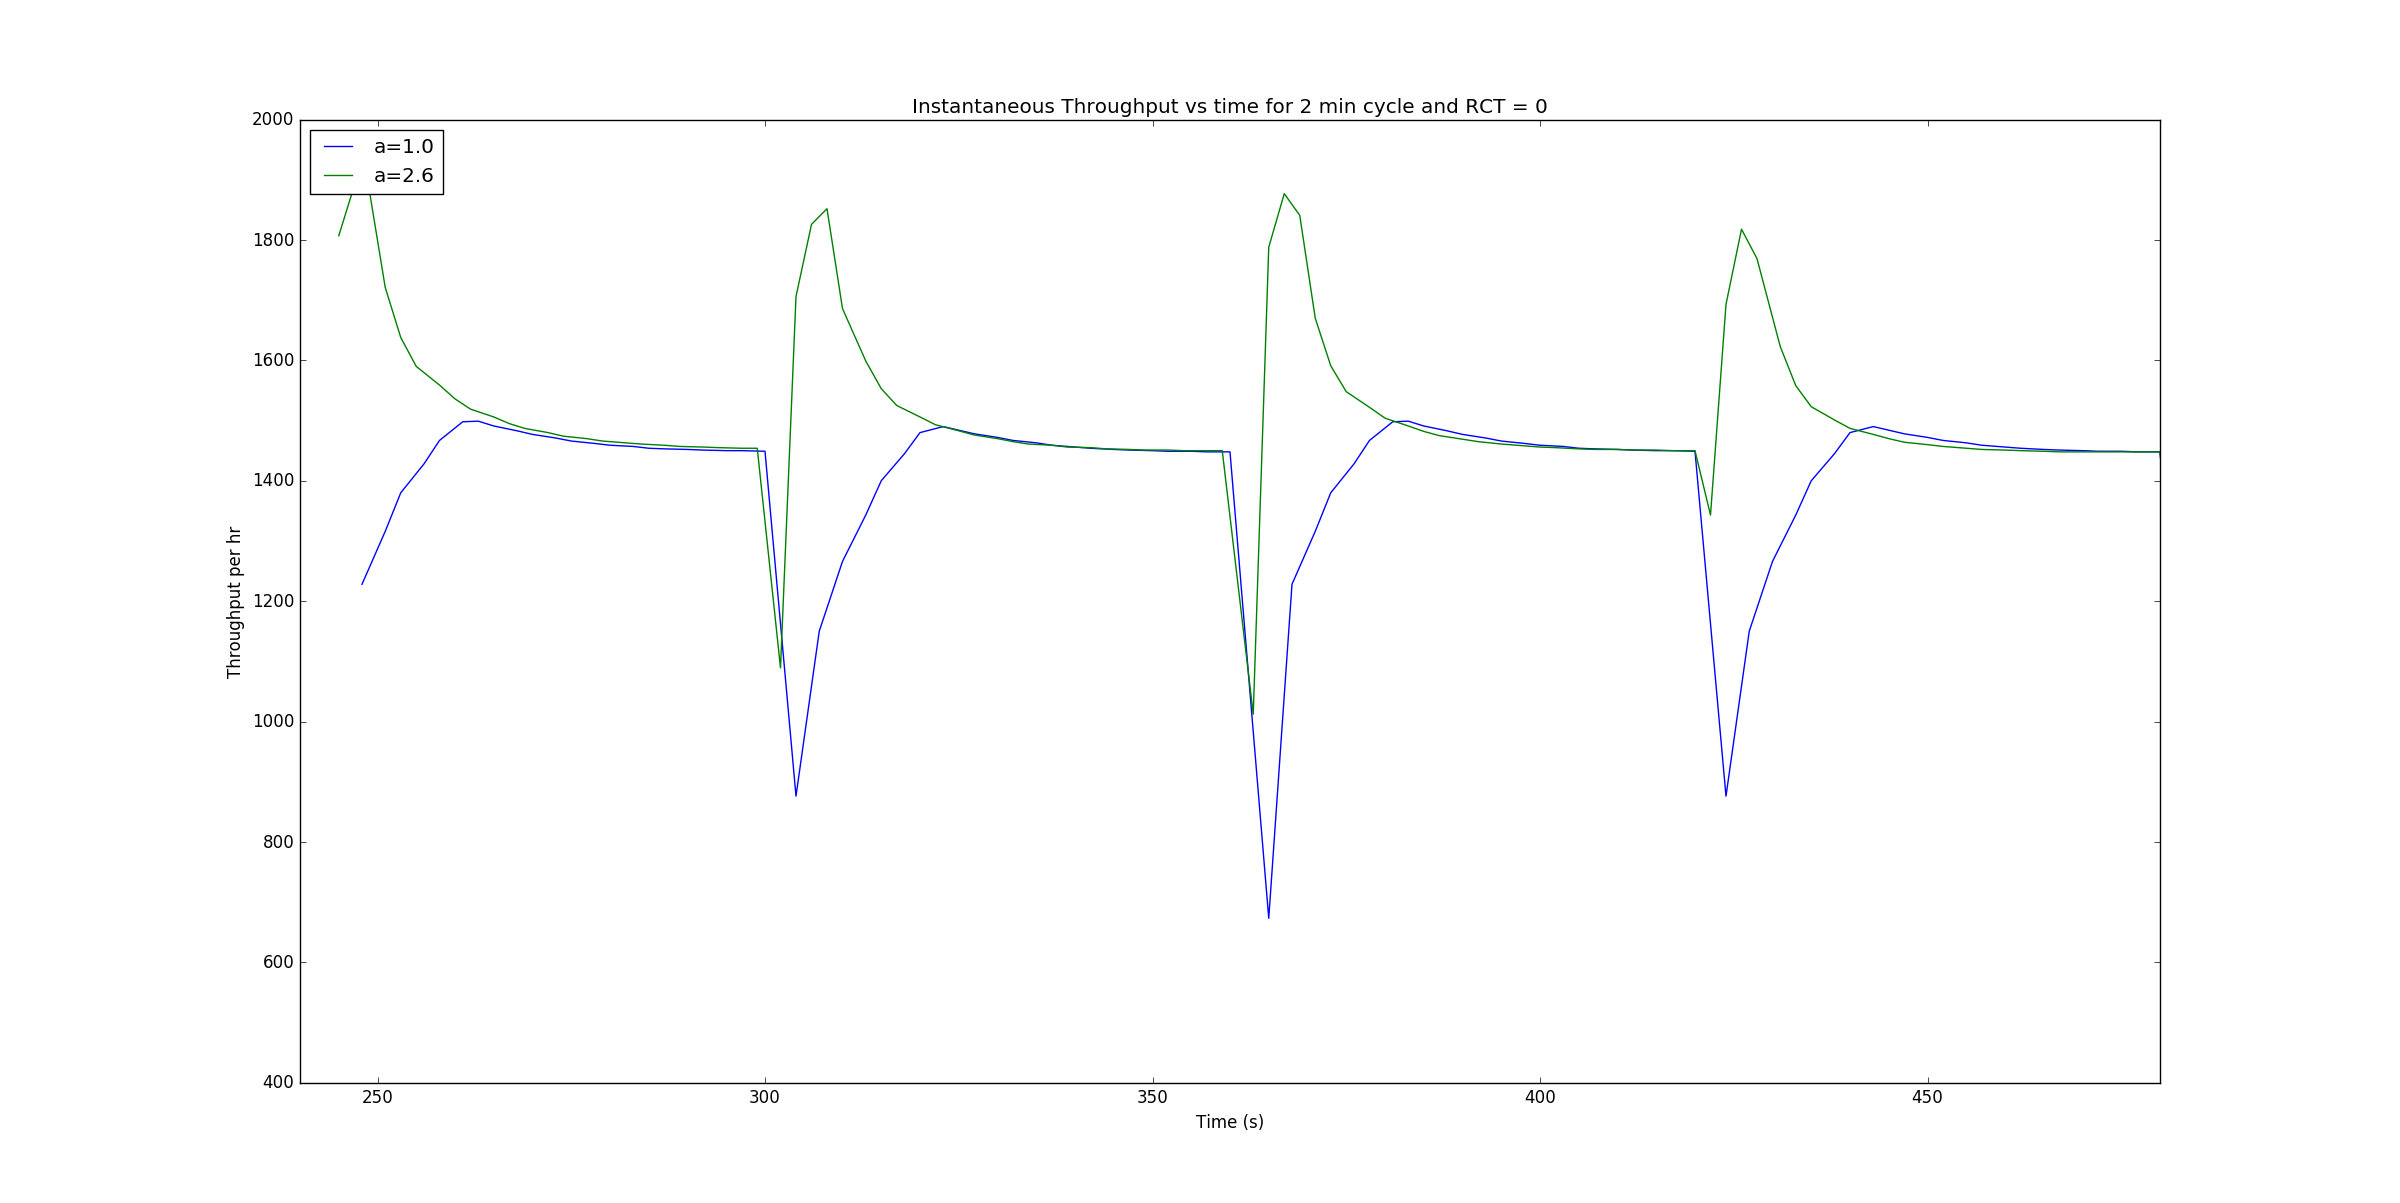 Instantaneous Throughput vs time for 2 min cycle and RCT = 0
2000
1800
1600
1400
1200
1000
800
600
400
a=1.0
a=2.6
Throughput per hr
250
300
350
400
450
Time (s)